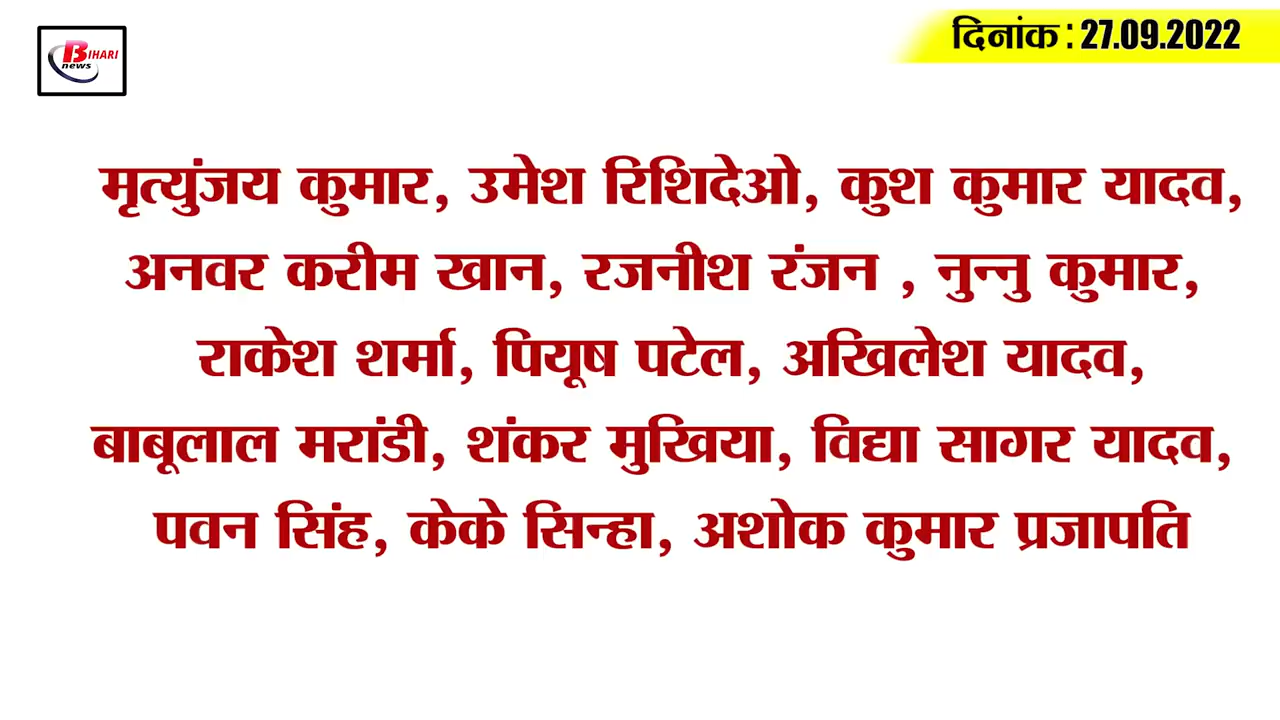 BIHARI
news
दिनांक : 27.09.2022
मृत्युंजय कुमार, उमेश रिशिदेओ, कुश कुमार यादव,
अनवर करीम खान, रजनीश रंजन , नुन्नु कुमार,
राकेश शर्मा, पियूष पटेल, अखिलेश यादव,
बाबूलाल मरांडी, शंकर मुखिया, विद्या सागर यादव,
पवन सिंह, केके सिन्हा, अशोक कुमार प्रजापति